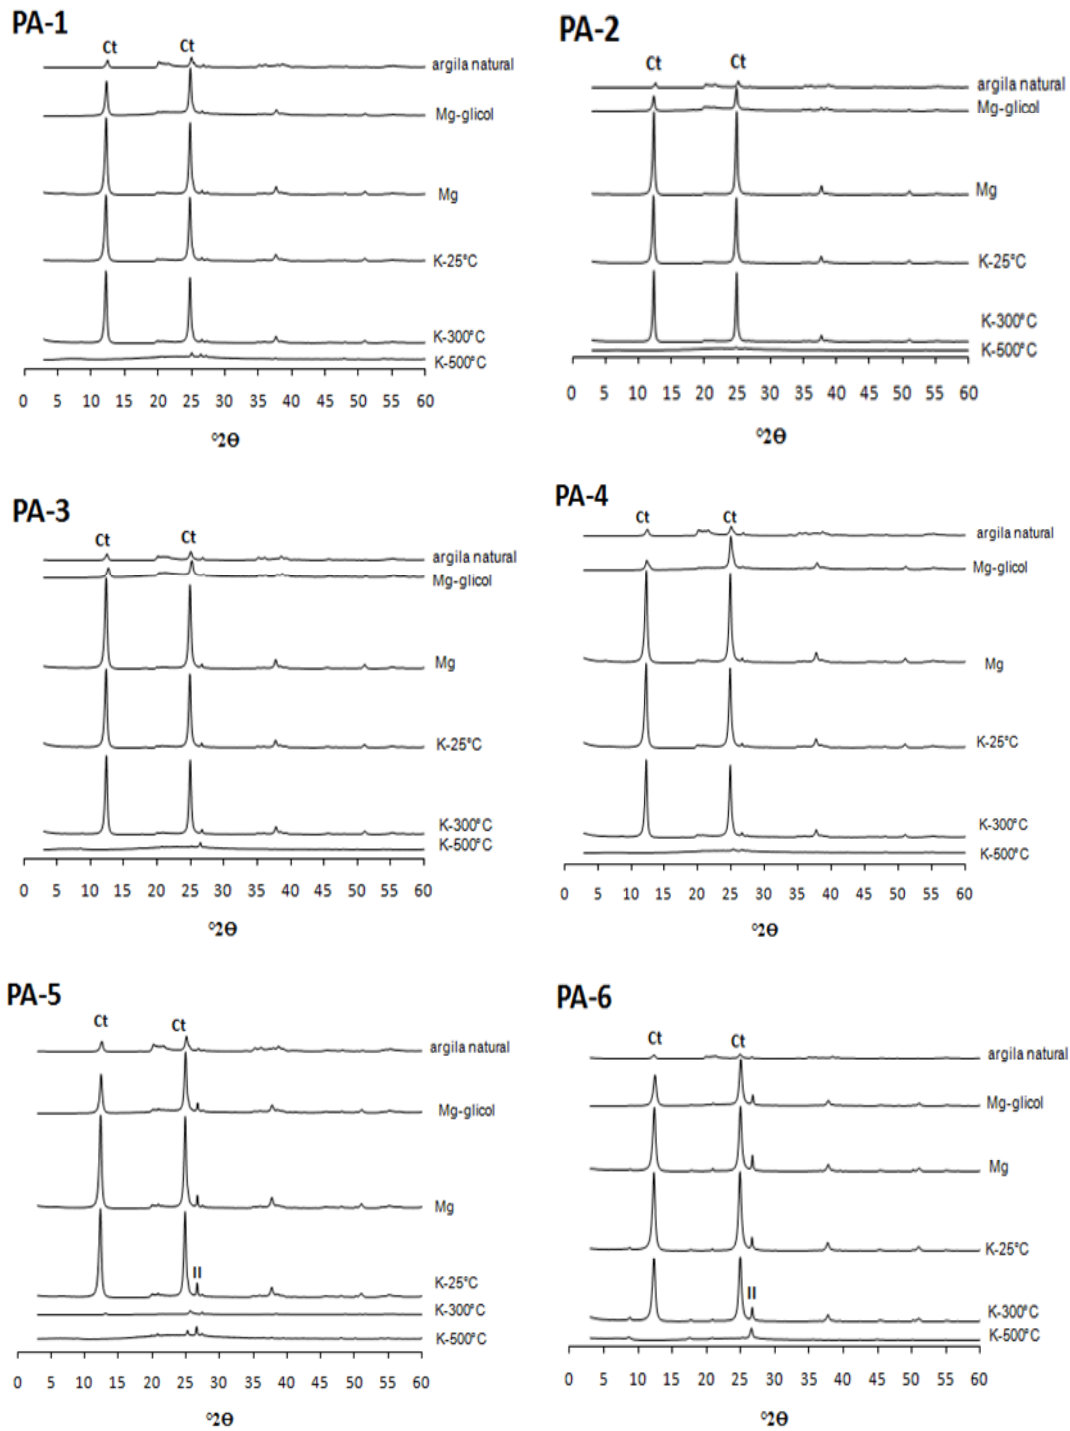 PA-1
Ct Ct
argila natural
Mg-glicol
Mg
K-25°C
K-300°C
K-500°C
0 5 10 15 20 25 30 35 40 45 50 55 60
°2Θ
PA-2
Ct Ct
argila natural
Mg-glicol
Mg
K-25°C
K-300°C
K-500°C
0 5 10 15 20 25 30 35 40 45 50 55 60
°2Θ
PA-3
Ct Ct
argila natural
Mg-glicol
Mg
K-25°C
K-300°C
K-500°C
0 5 10 15 20 25 30 35 40 45 50 55 60
°2Θ
PA-4
Ct Ct
argila natural
Mg-glicol
Mg
K-25°C
K-300°C
K-500°C
0 5 10 15 20 25 30 35 40 45 50 55 60
°2Θ
PA-5
Ct Ct
argila natural
Mg-glicol
Mg
Il
K-25°C
K-300°C
K-500°C
0 5 10 15 20 25 30 35 40 45 50 55 60
°2Θ
PA-6
Ct Ct
argila natural
Mg-glicol
Mg
K-25°C
Il
K-300°C
K-500°C
0 5 10 15 20 25 30 35 40 45 50 55 60
°2Θ